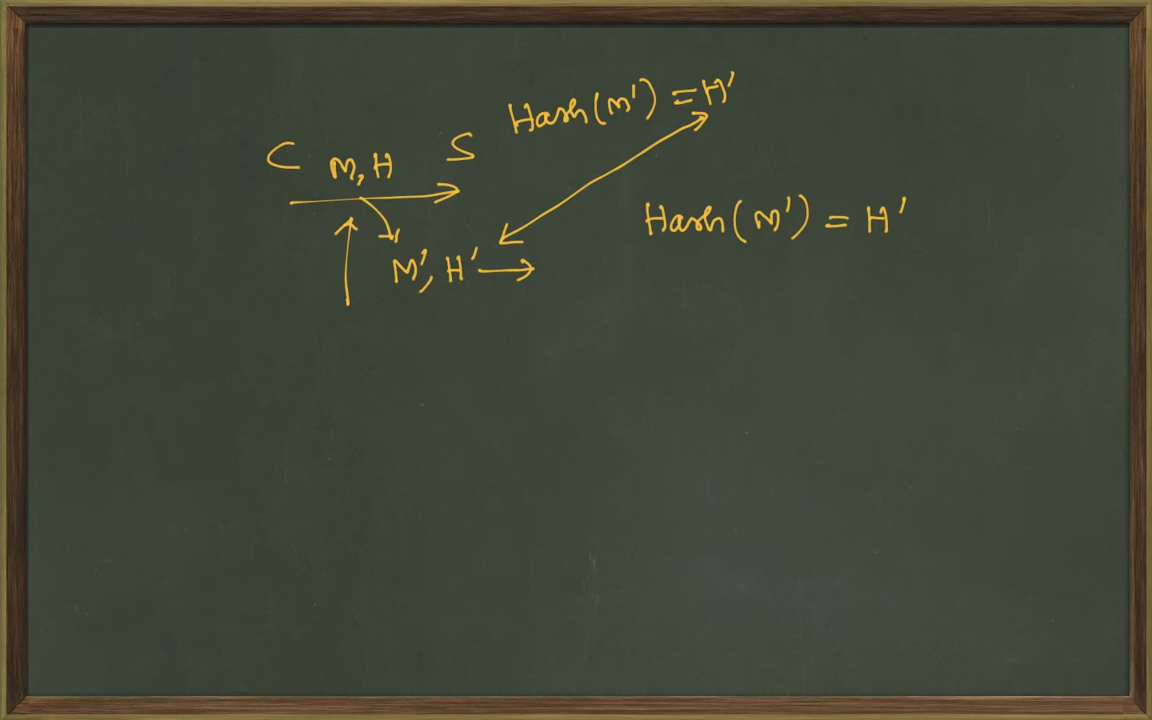 Hash(m') = H'
C M, H S
Hash(M') = H'
M', H'